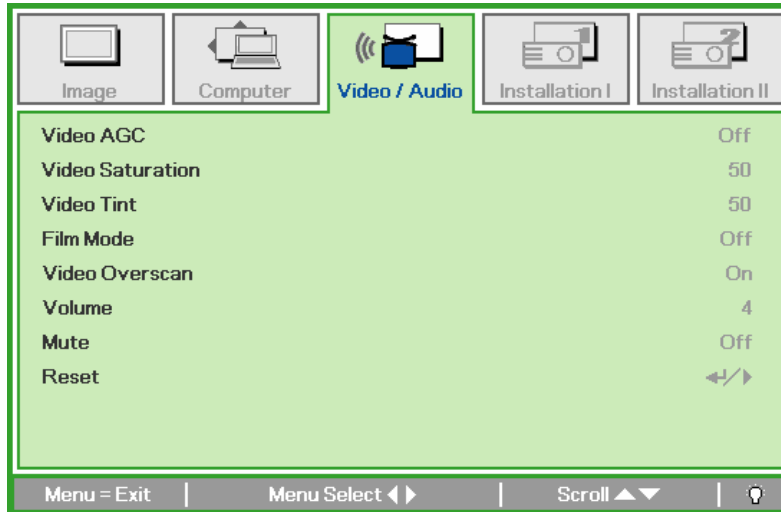 Image Computer Video / Audio Installation I Installation II
Video AGC Off
Video Saturation 50
Video Tint 50
Film Mode Off
Video Overscan On
Volume 4
Mute Off
Reset ↵/▶
Menu = Exit | Menu Select ◀▶ | Scroll ▲▼ |